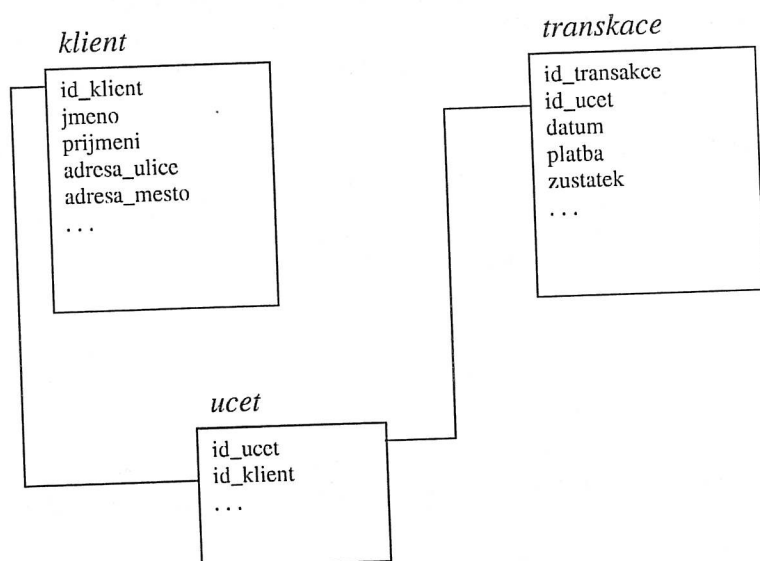 klient
id_klient
jmeno
prijmeni
adresa_ulice
adresa_mesto
...
transkace
id_transakce
id_ucet
datum
platba
zustatek
...
ucet
id_ucet
id_klient
...